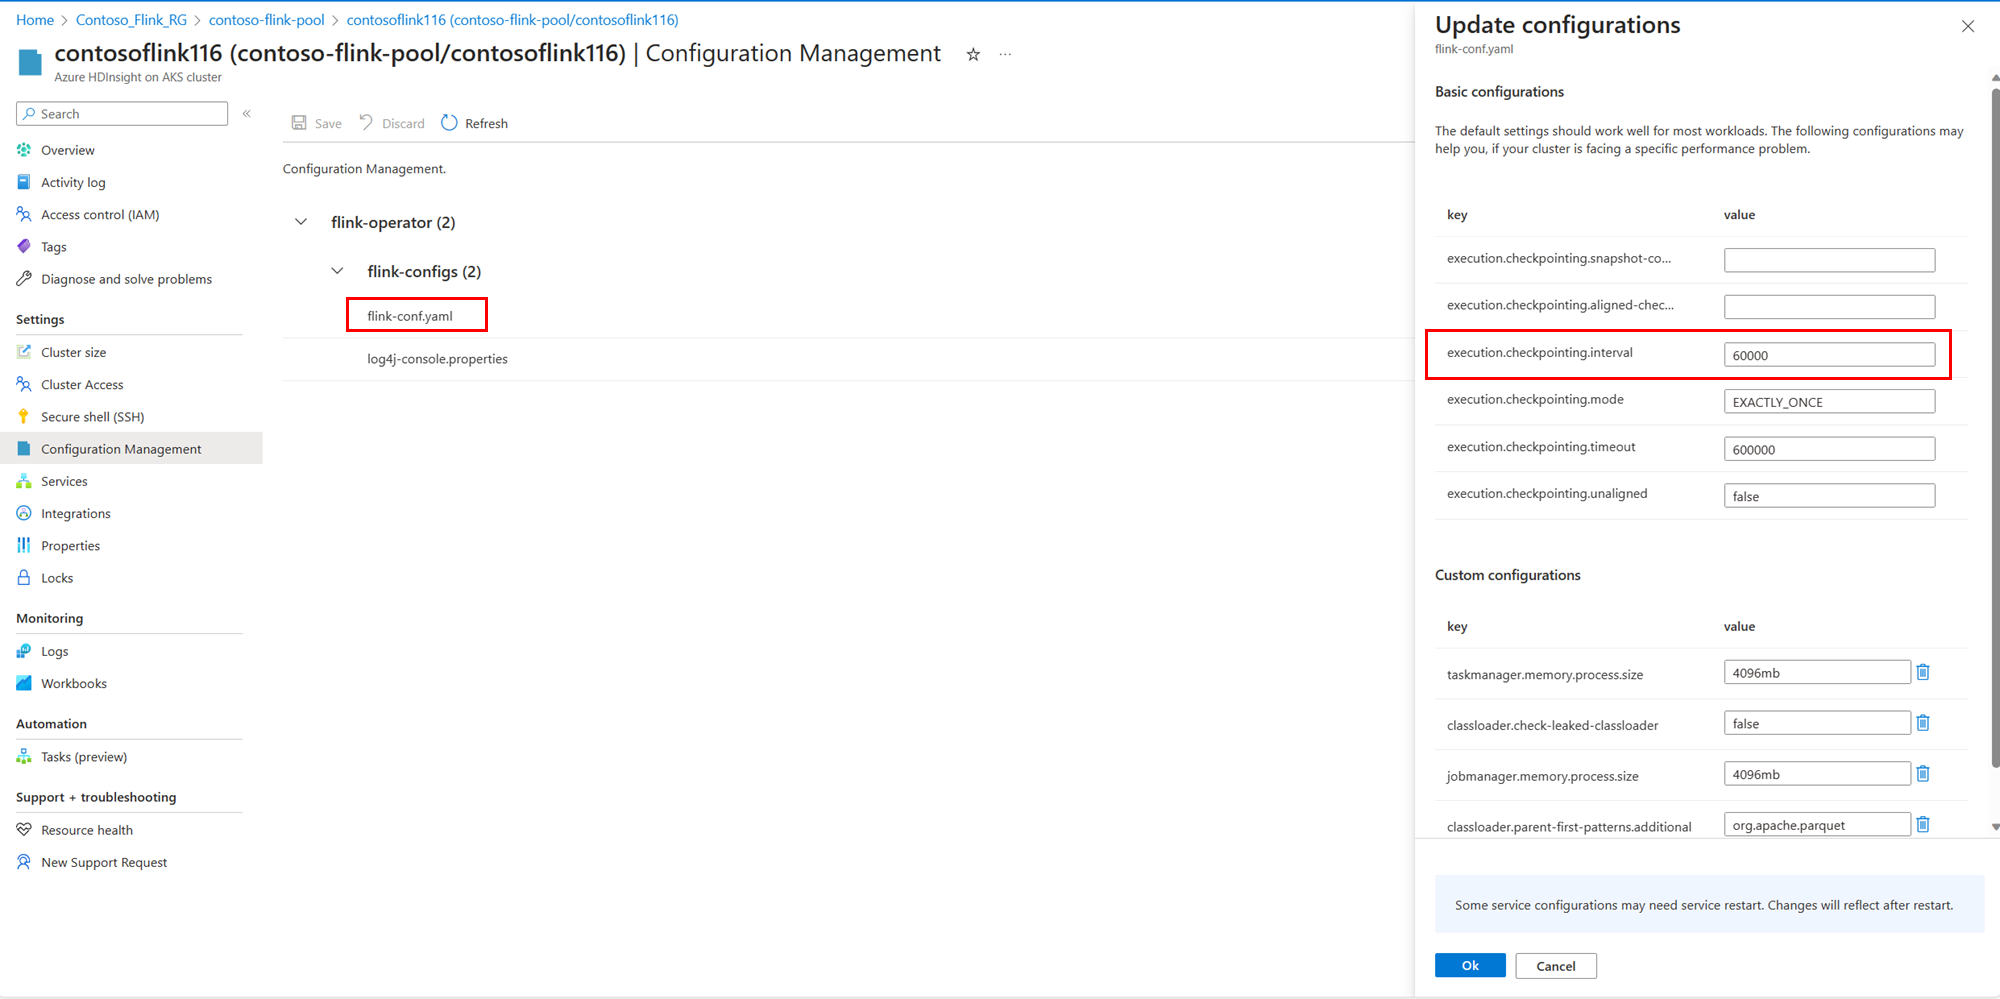 Home > Contoso_Flink_RG > contoso-flink-pool > contosoflink116 (contoso-flink-pool/contosoflink116)
contosoflink116 (contoso-flink-pool/contosoflink116) | Configuration Management
Azure HDInsight on AKS cluster
Search
Overview
Activity log
Access control (IAM)
Tags
Diagnose and solve problems
Settings
Cluster size
Cluster Access
Secure shell (SSH)
Configuration Management
Services
Integrations
Properties
Locks
Monitoring
Logs
Workbooks
Automation
Tasks (preview)
Support + troubleshooting
Resource health
New Support Request
Save Discard Refresh
Configuration Management.
flink-operator (2)
flink-configs (2)
flink-conf.yaml
log4j-console.properties
Update configurations
flink-conf.yaml
Basic configurations
The default settings should work well for most workloads. The following configurations may
help you, if your cluster is facing a specific performance problem.
key value
execution.checkpointing.snapshot-co...
execution.checkpointing.aligned-chec...
execution.checkpointing.interval 60000
execution.checkpointing.mode EXACTLY_ONCE
execution.checkpointing.timeout 600000
execution.checkpointing.unaligned false
Custom configurations
key value
taskmanager.memory.process.size 4096mb
classloader.check-leaked-classloader false
jobmanager.memory.process.size 4096mb
classloader.parent-first-patterns.additional org.apache.parquet
Some service configurations may need service restart. Changes will reflect after restart.
Ok Cancel